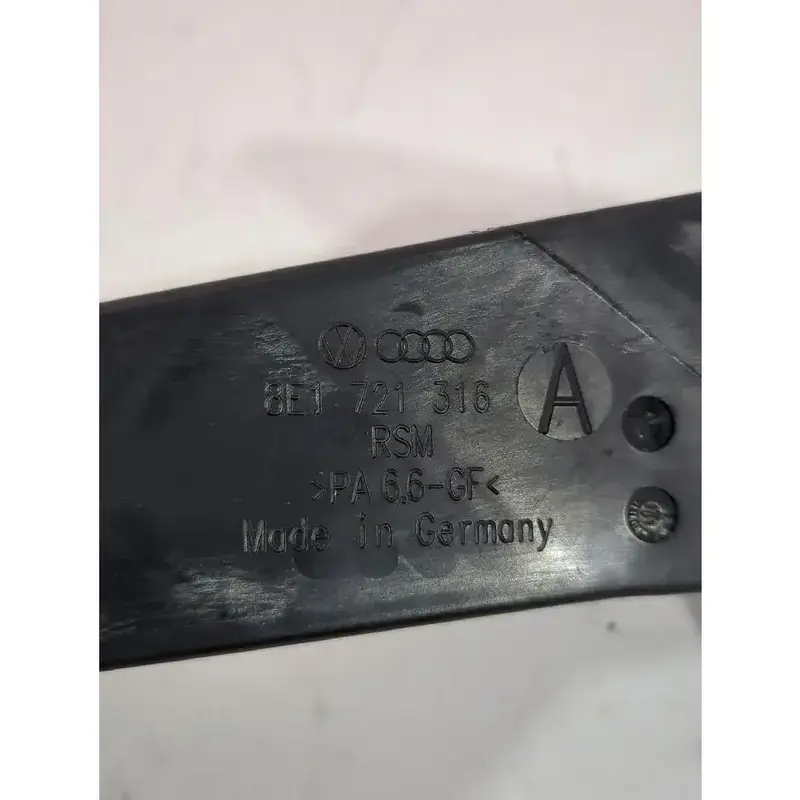 8E1 721 316
A
RSM
>PA 6.6-GF<
Made in Germany